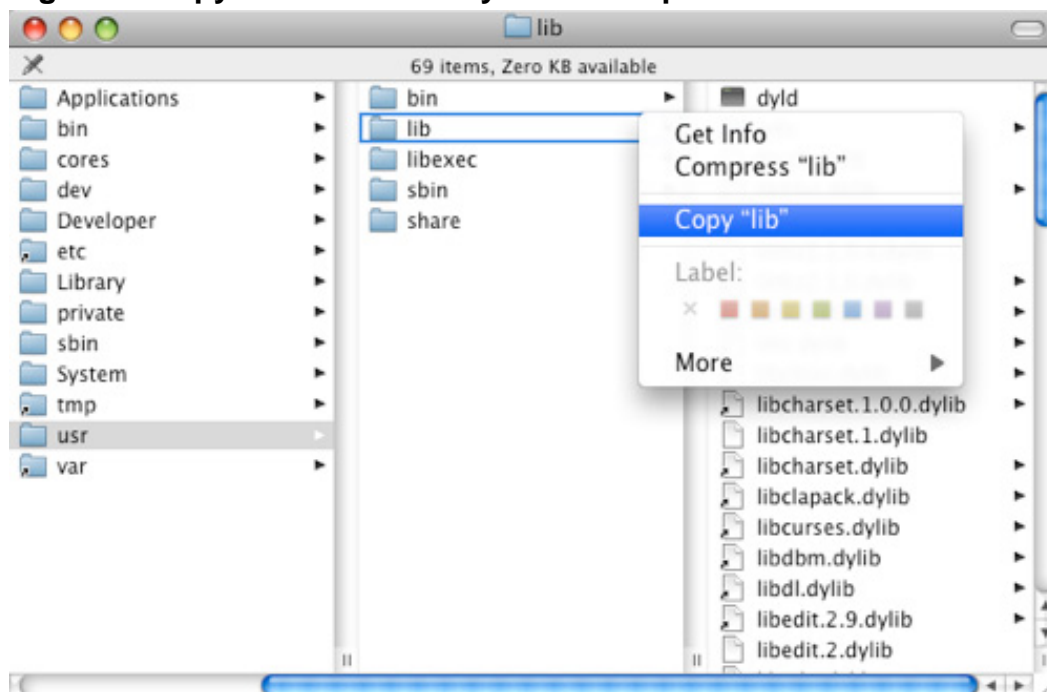 lib
69 items, Zero KB available
Applications
bin
cores
dev
Developer
etc
Library
private
sbin
System
tmp
usr
var
bin
lib
libexec
sbin
share
dyld
Get Info
Compress “lib”
Copy “lib”
Label:
More
libcharset.1.0.0.dylib
libcharset.1.dylib
libcharset.dylib
libclapack.dylib
libcurses.dylib
libdbm.dylib
libdl.dylib
libedit.2.9.dylib
libedit.2.dylib